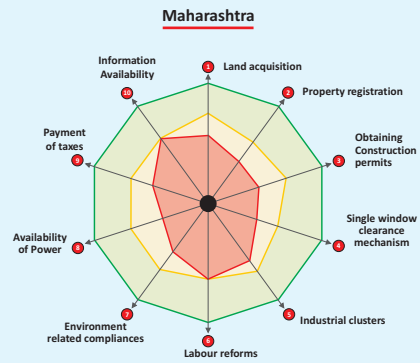 Maharashtra
1
Land acquisition
2
Property registration
3
Obtaining
Construction
permits
4
Single window
clearance
mechanism
5
Industrial clusters
6
Labour reforms
7
Environment
related compliances
8
Availability
of Power
9
Payment
of taxes
10
Information
Availability